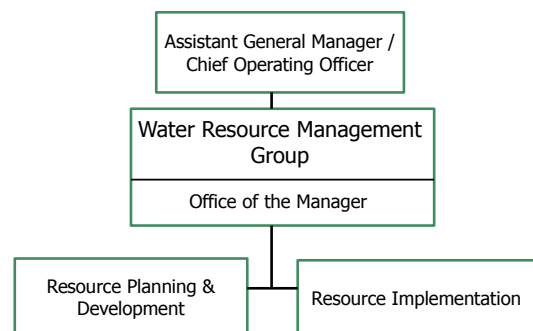 Assistant General Manager /
Chief Operating Officer
Water Resource Management
Group
Office of the Manager
Resource Planning &
Development
Resource Implementation